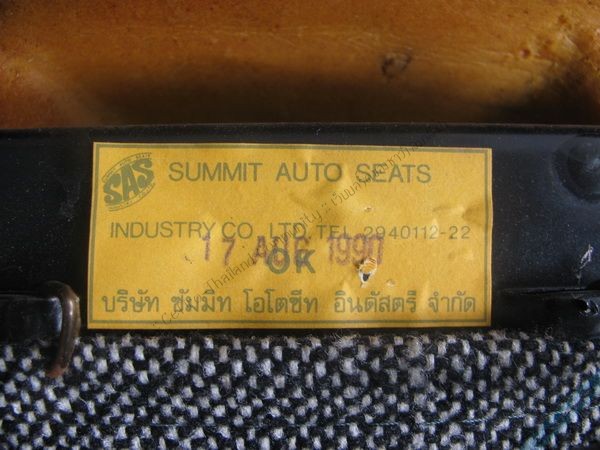 SAS
SUMMIT AUTO SEATS
INDUSTRY CO., LTD. TEL. 2940112-22
17 AUG 1990
OK
บริษัท ซัมมิท โอโตซีท อินดัสตรี จำกัด